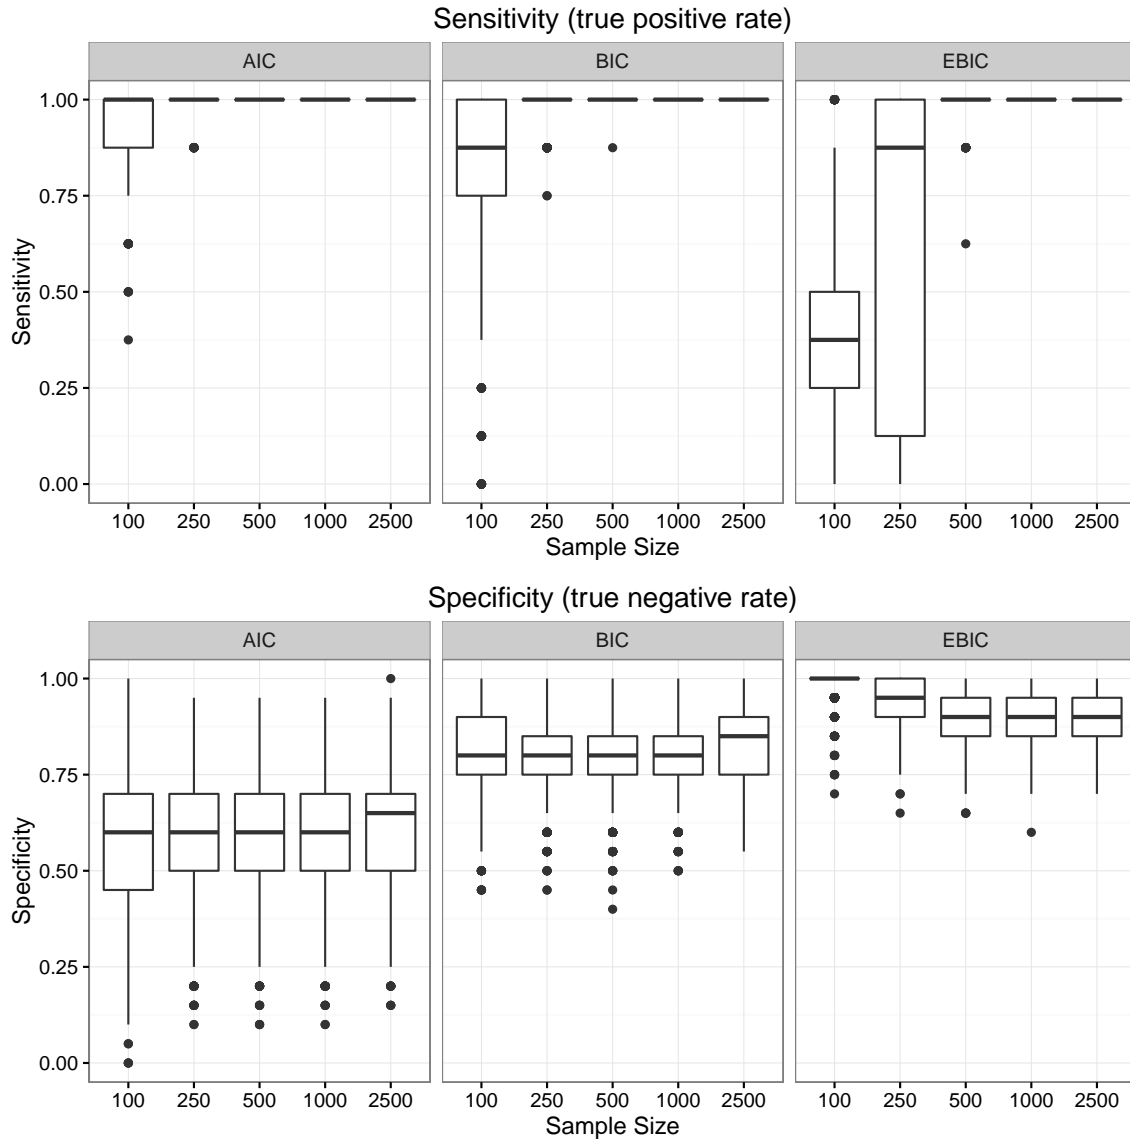 Sensitivity (true positive rate)
AIC BIC EBIC
Sensitivity
1.00
0.75
0.50
0.25
0.00
100 250 500 1000 2500 100 250 500 1000 2500 100 250 500 1000 2500
Sample Size
Specificity (true negative rate)
AIC BIC EBIC
Specificity
1.00
0.75
0.50
0.25
0.00
100 250 500 1000 2500 100 250 500 1000 2500 100 250 500 1000 2500
Sample Size